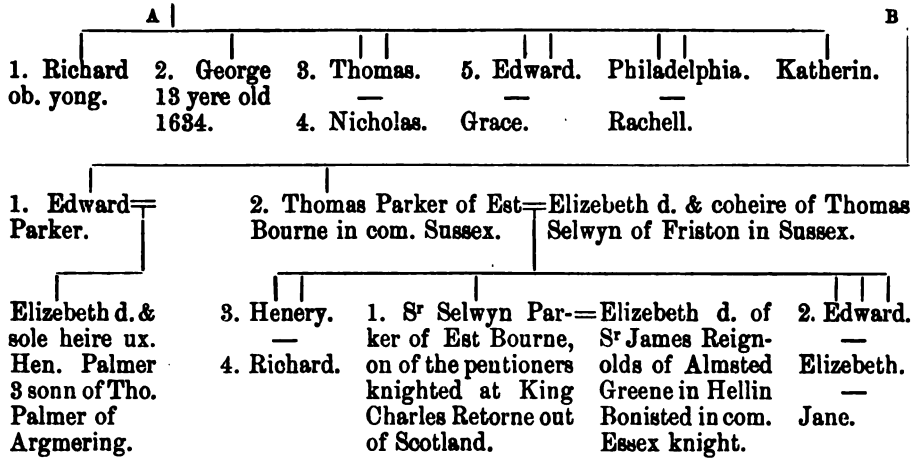 A B
1. Richard 2. George 3. Thomas. 5. Edward. Philadelphia. Katherin.
ob. yong. 13 yere old — — —
1634. 4. Nicholas. Grace. Rachell.
1. Edward= 2. Thomas Parker of Est=Elizebeth d. & coheire of Thomas
Parker. Bourne in com. Sussex. Selwyn of Friston in Sussex.
Elizebeth d. &
sole heire ux.
Hen. Palmer
3 sonn of Tho.
Palmer of
Argmering.
3. Henery.
—
4. Richard.
1. Sr Selwyn Par-=
ker of Est Bourne,
on of the pentioners
knighted at King
Charles Retorne out
of Scotland.
Elizebeth d. of
Sr James Reign-
olds of Almsted
Greene in Hellin
Bonisted in com.
Essex knight.
2. Edward.
—
Elizebeth.
—
Jane.